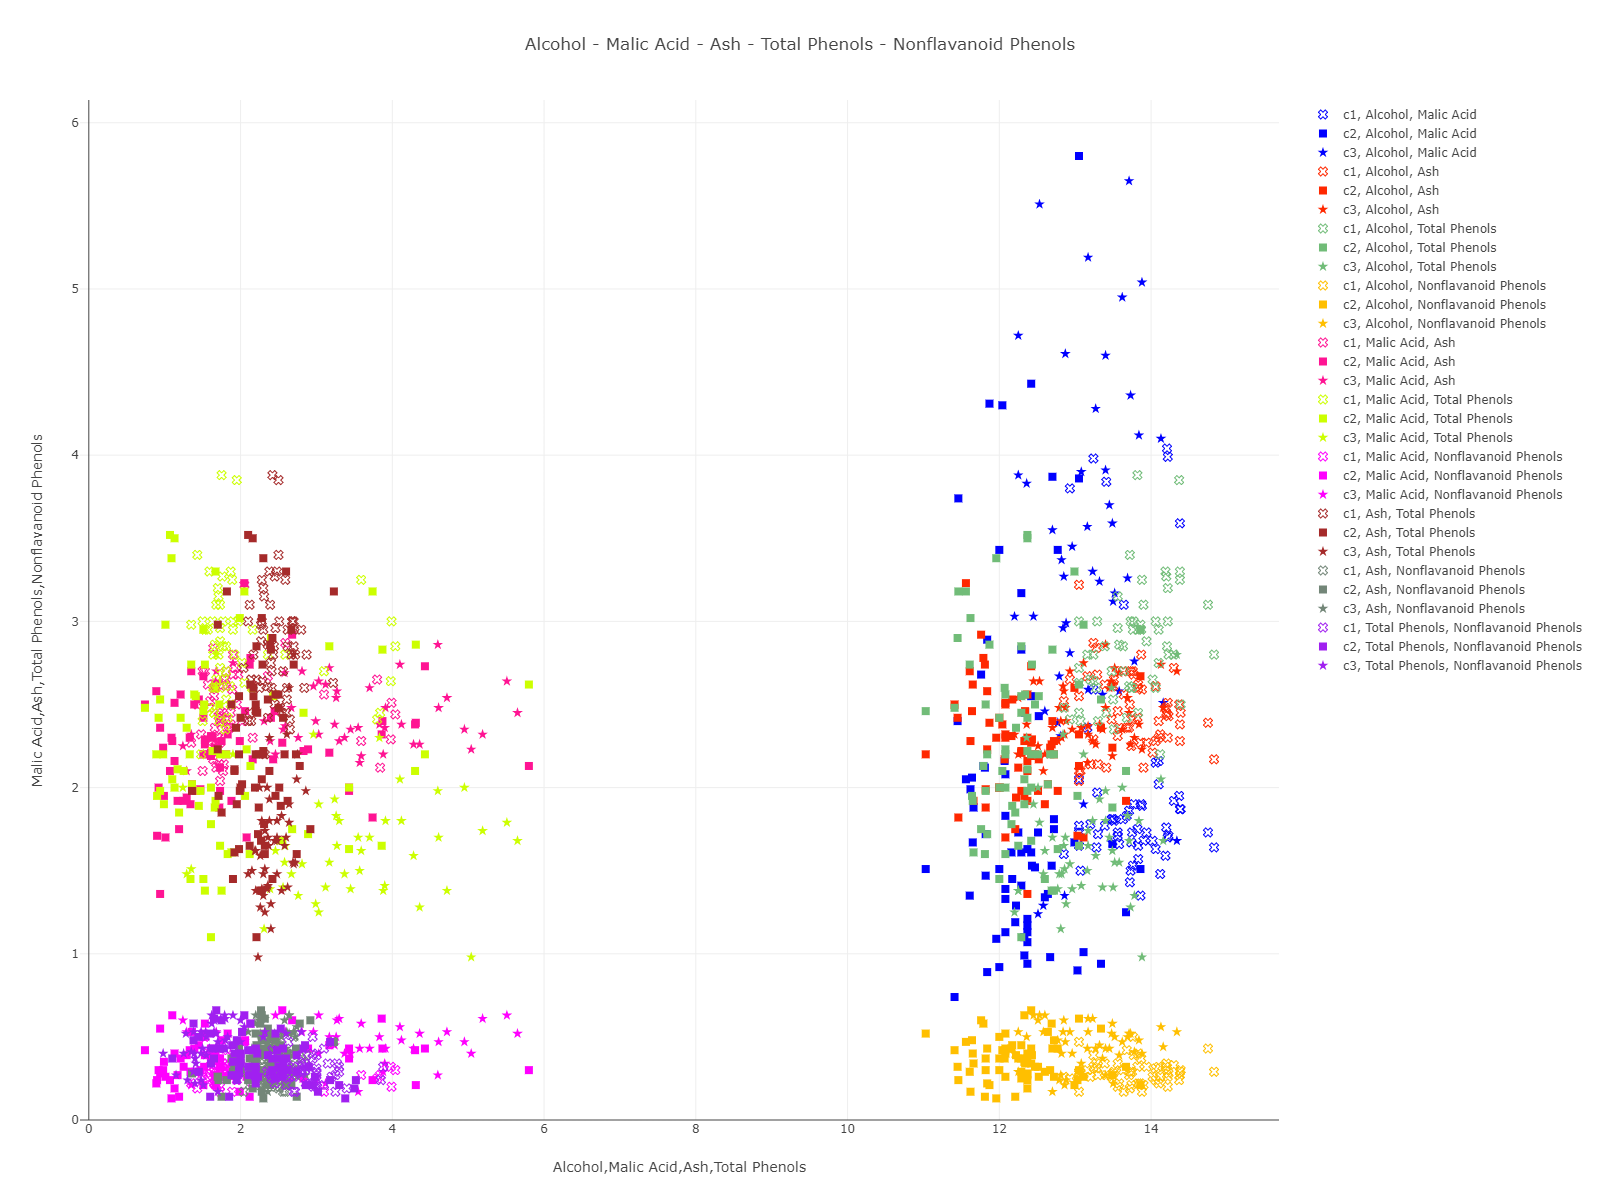 Alcohol - Malic Acid - Ash - Total Phenols - Nonflavanoid Phenols
Malic Acid,Ash,Total Phenols,Nonflavanoid Phenols
6
5
4
3
2
1
0
0
2
4
6
8
10
12
14
Alcohol,Malic Acid,Ash,Total Phenols
c1, Alcohol, Malic Acid
c2, Alcohol, Malic Acid
c3, Alcohol, Malic Acid
c1, Alcohol, Ash
c2, Alcohol, Ash
c3, Alcohol, Ash
c1, Alcohol, Total Phenols
c2, Alcohol, Total Phenols
c3, Alcohol, Total Phenols
c1, Alcohol, Nonflavanoid Phenols
c2, Alcohol, Nonflavanoid Phenols
c3, Alcohol, Nonflavanoid Phenols
c1, Malic Acid, Ash
c2, Malic Acid, Ash
c3, Malic Acid, Ash
c1, Malic Acid, Total Phenols
c2, Malic Acid, Total Phenols
c3, Malic Acid, Total Phenols
c1, Malic Acid, Nonflavanoid Phenols
c2, Malic Acid, Nonflavanoid Phenols
c3, Malic Acid, Nonflavanoid Phenols
c1, Ash, Total Phenols
c2, Ash, Total Phenols
c3, Ash, Total Phenols
c1, Ash, Nonflavanoid Phenols
c2, Ash, Nonflavanoid Phenols
c3, Ash, Nonflavanoid Phenols
c1, Total Phenols, Nonflavanoid Phenols
c2, Total Phenols, Nonflavanoid Phenols
c3, Total Phenols, Nonflavanoid Phenols